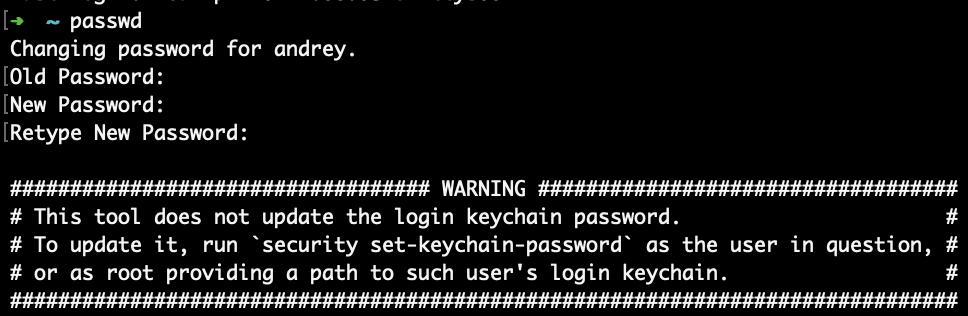 ➜ ~ passwd
Changing password for andrey.
Old Password:
New Password:
Retype New Password:
################################### WARNING ###################################
# This tool does not update the login keychain password. #
# To update it, run `security set-keychain-password` as the user in question, #
# or as root providing a path to such user's login keychain. #
###############################################################################